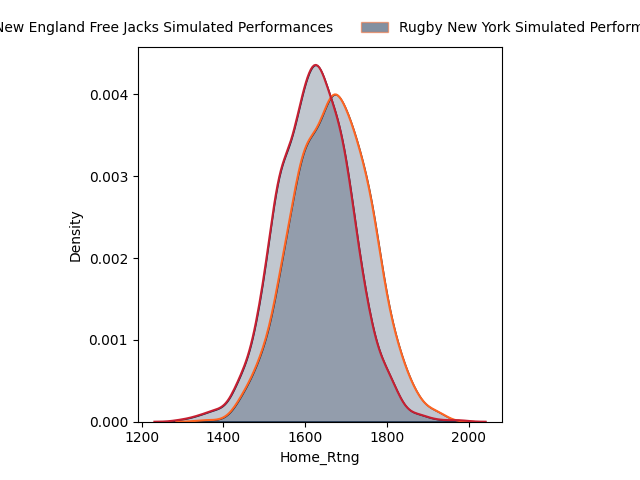 New England Free Jacks Simulated Performances Rugby New York Simulated Perform
0.004
0.003
0.002
0.001
0.000
Density
1200 1400 1600 1800 2000
Home_Rtng